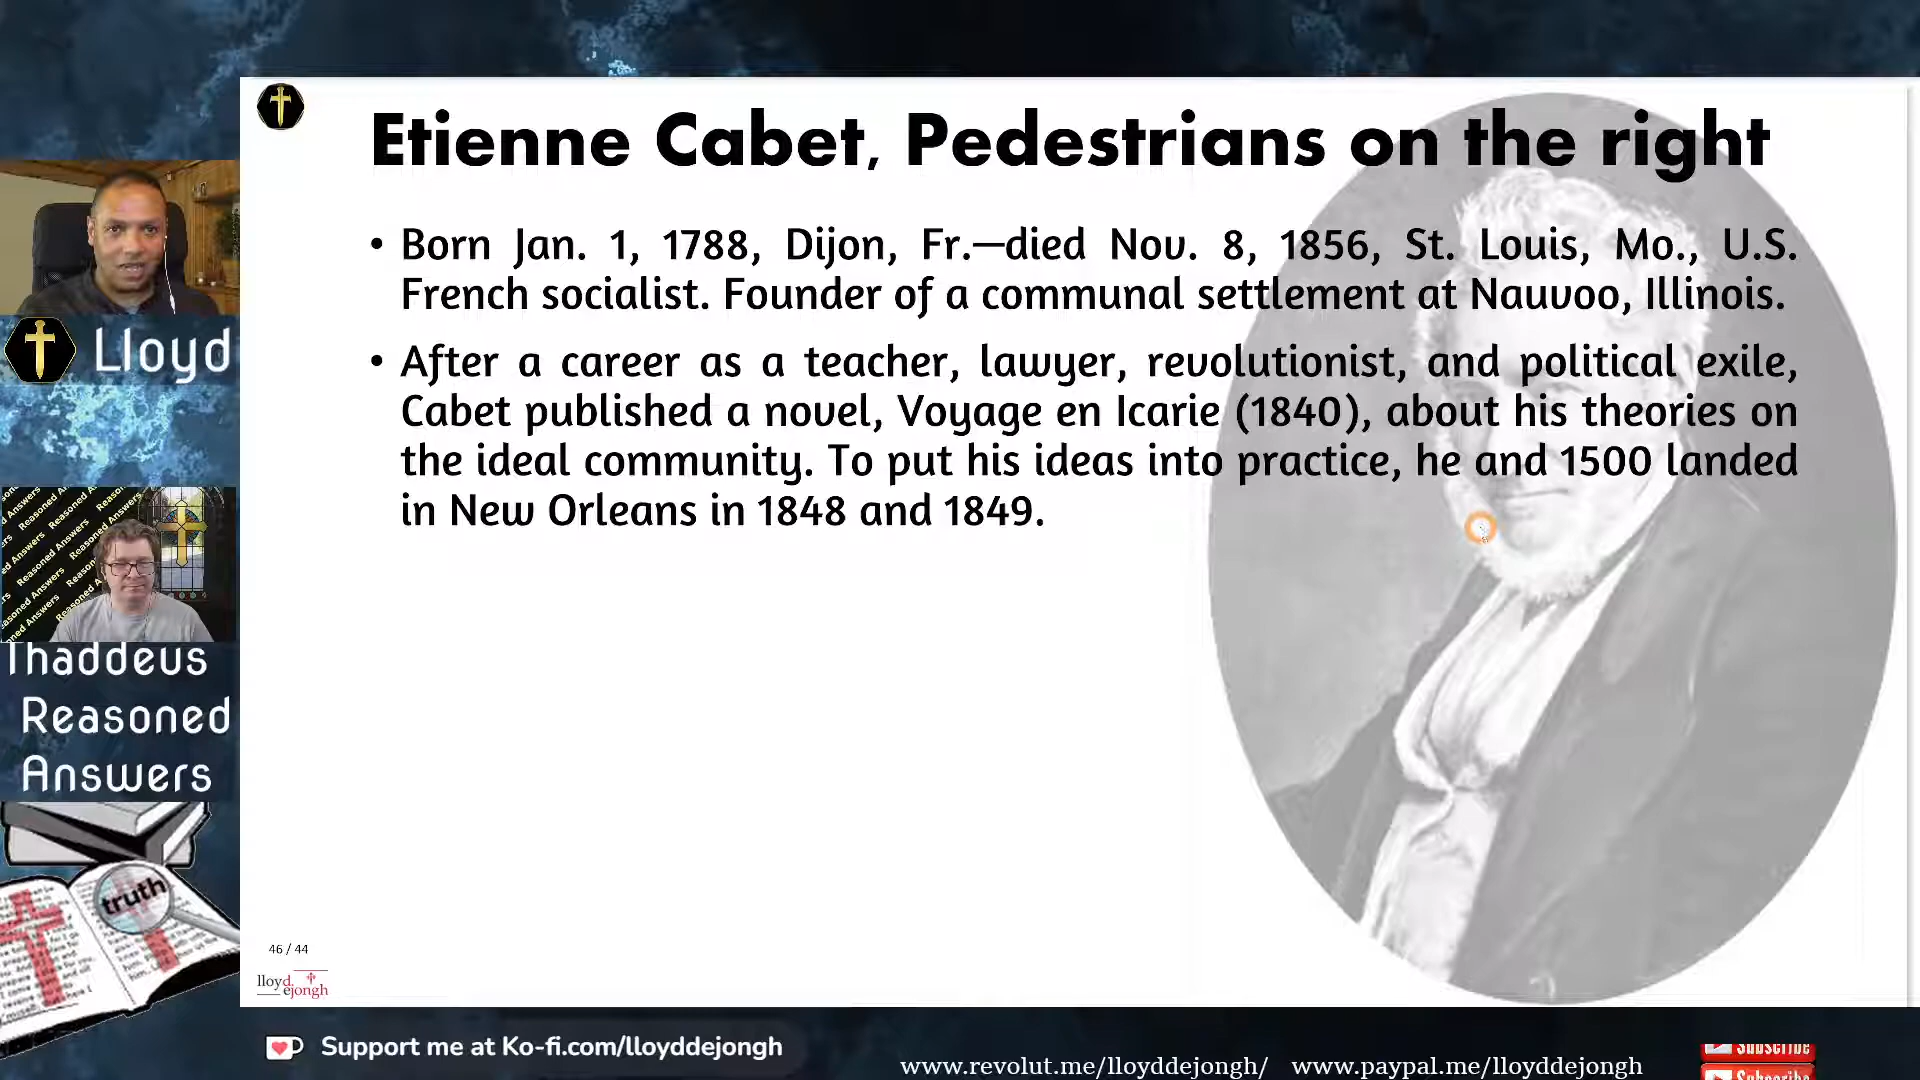 Etienne Cabet, Pedestrians on the right
• Born Jan. 1, 1788, Dijon, Fr.—died Nov. 8, 1856, St. Louis, Mo., U.S.
French socialist. Founder of a communal settlement at Nauvoo, Illinois.
• After a career as a teacher, lawyer, revolutionist, and political exile,
Cabet published a novel, Voyage en Icarie (1840), about his theories on
the ideal community. To put his ideas into practice, he and 1500 landed
in New Orleans in 1848 and 1849.
46 / 44
lloyd
ejongh
Lloyd
Reasoned Answers
Thaddeus
Reasoned
Answers
truth
Support me at Ko-fi.com/lloyddejongh
www.revolut.me/lloyddejongh/ www.paypal.me/lloyddejongh
Subscribe
Subscribe